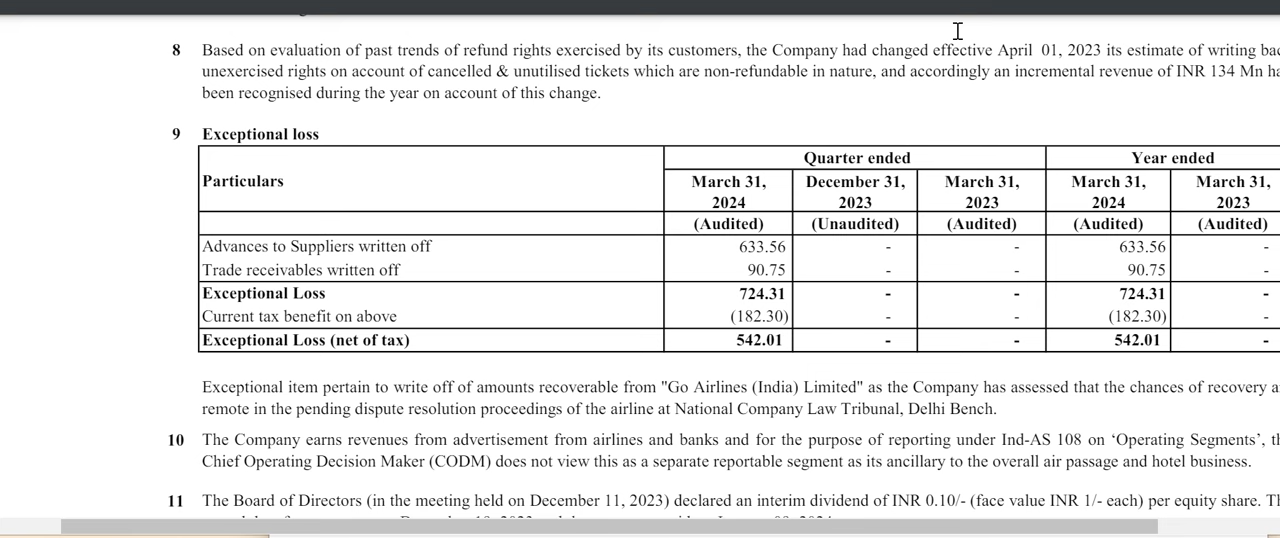 8 Based on evaluation of past trends of refund rights exercised by its customers, the Company had changed effective April 01, 2023 its estimate of writing
unexercised rights on account of cancelled & unutilised tickets which are non-refundable in nature, and accordingly an incremental revenue of INR 134 Mn
been recognised during the year on account of this change.
9 Exceptional loss
Quarter ended Year ended
Particulars March 31, 2024 December 31, 2023 March 31, 2023 March 31, 2024 March 31, 2023
(Audited) (Unaudited) (Audited) (Audited) (Audited)
Advances to Suppliers written off 633.56 - - 633.56 -
Trade receivables written off 90.75 - - 90.75 -
Exceptional Loss 724.31 - - 724.31 -
Current tax benefit on above (182.30) - - (182.30) -
Exceptional Loss (net of tax) 542.01 - - 542.01 -
Exceptional item pertain to write off of amounts recoverable from "Go Airlines (India) Limited" as the Company has assessed that the chances of recovery
remote in the pending dispute resolution proceedings of the airline at National Company Law Tribunal, Delhi Bench.
10 The Company earns revenues from advertisement from airlines and banks and for the purpose of reporting under Ind-AS 108 on ‘Operating Segments’,
Chief Operating Decision Maker (CODM) does not view this as a separate reportable segment as its ancillary to the overall air passage and hotel business.
11 The Board of Directors (in the meeting held on December 11, 2023) declared an interim dividend of INR 0.10/- (face value INR 1/- each) per equity share.